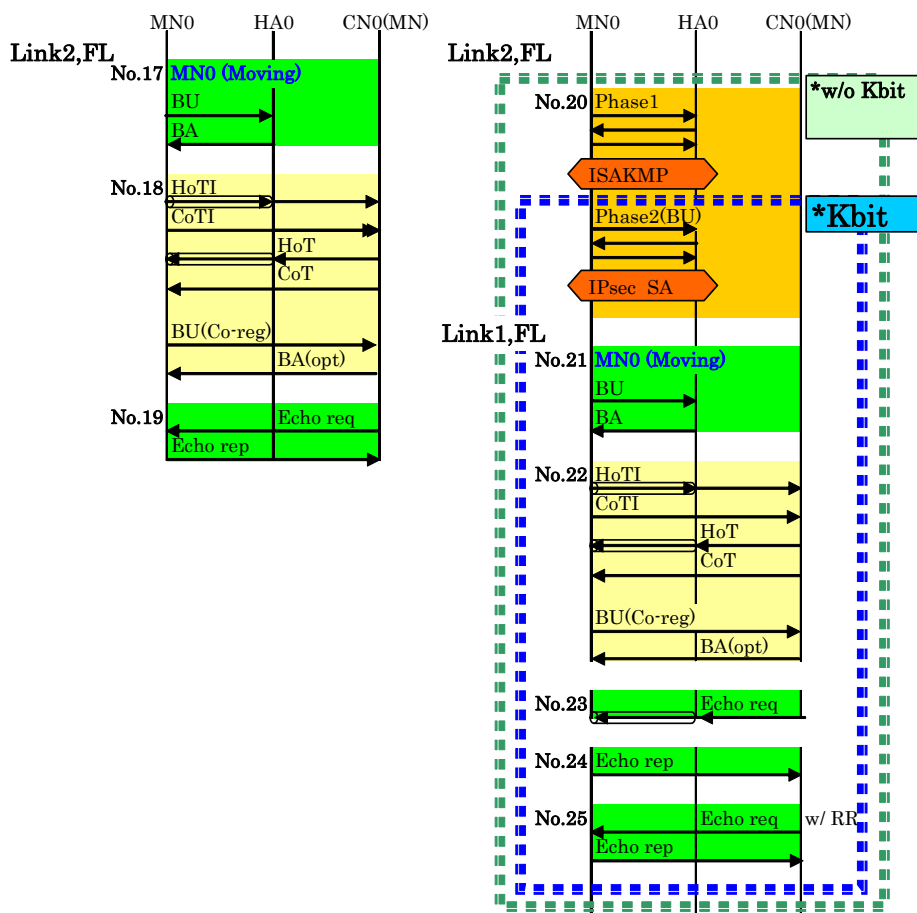 MN0 HA0 CN0(MN)
Link2,FL
No.17 MN0 (Moving)
BU
BA
No.18 HoTI
CoTI
HoT
CoT
BU(Co-reg)
BA(opt)
No.19 Echo req
Echo rep
MN0 HA0 CN0(MN)
Link2,FL
*w/o Kbit
No.20 Phase1
ISAKMP
*Kbit
Phase2(BU)
IPsec SA
Link1,FL
No.21 MN0 (Moving)
BU
BA
No.22 HoTI
CoTI
HoT
CoT
BU(Co-reg)
BA(opt)
No.23 Echo req
No.24 Echo rep
No.25 Echo req w/ RR
Echo rep